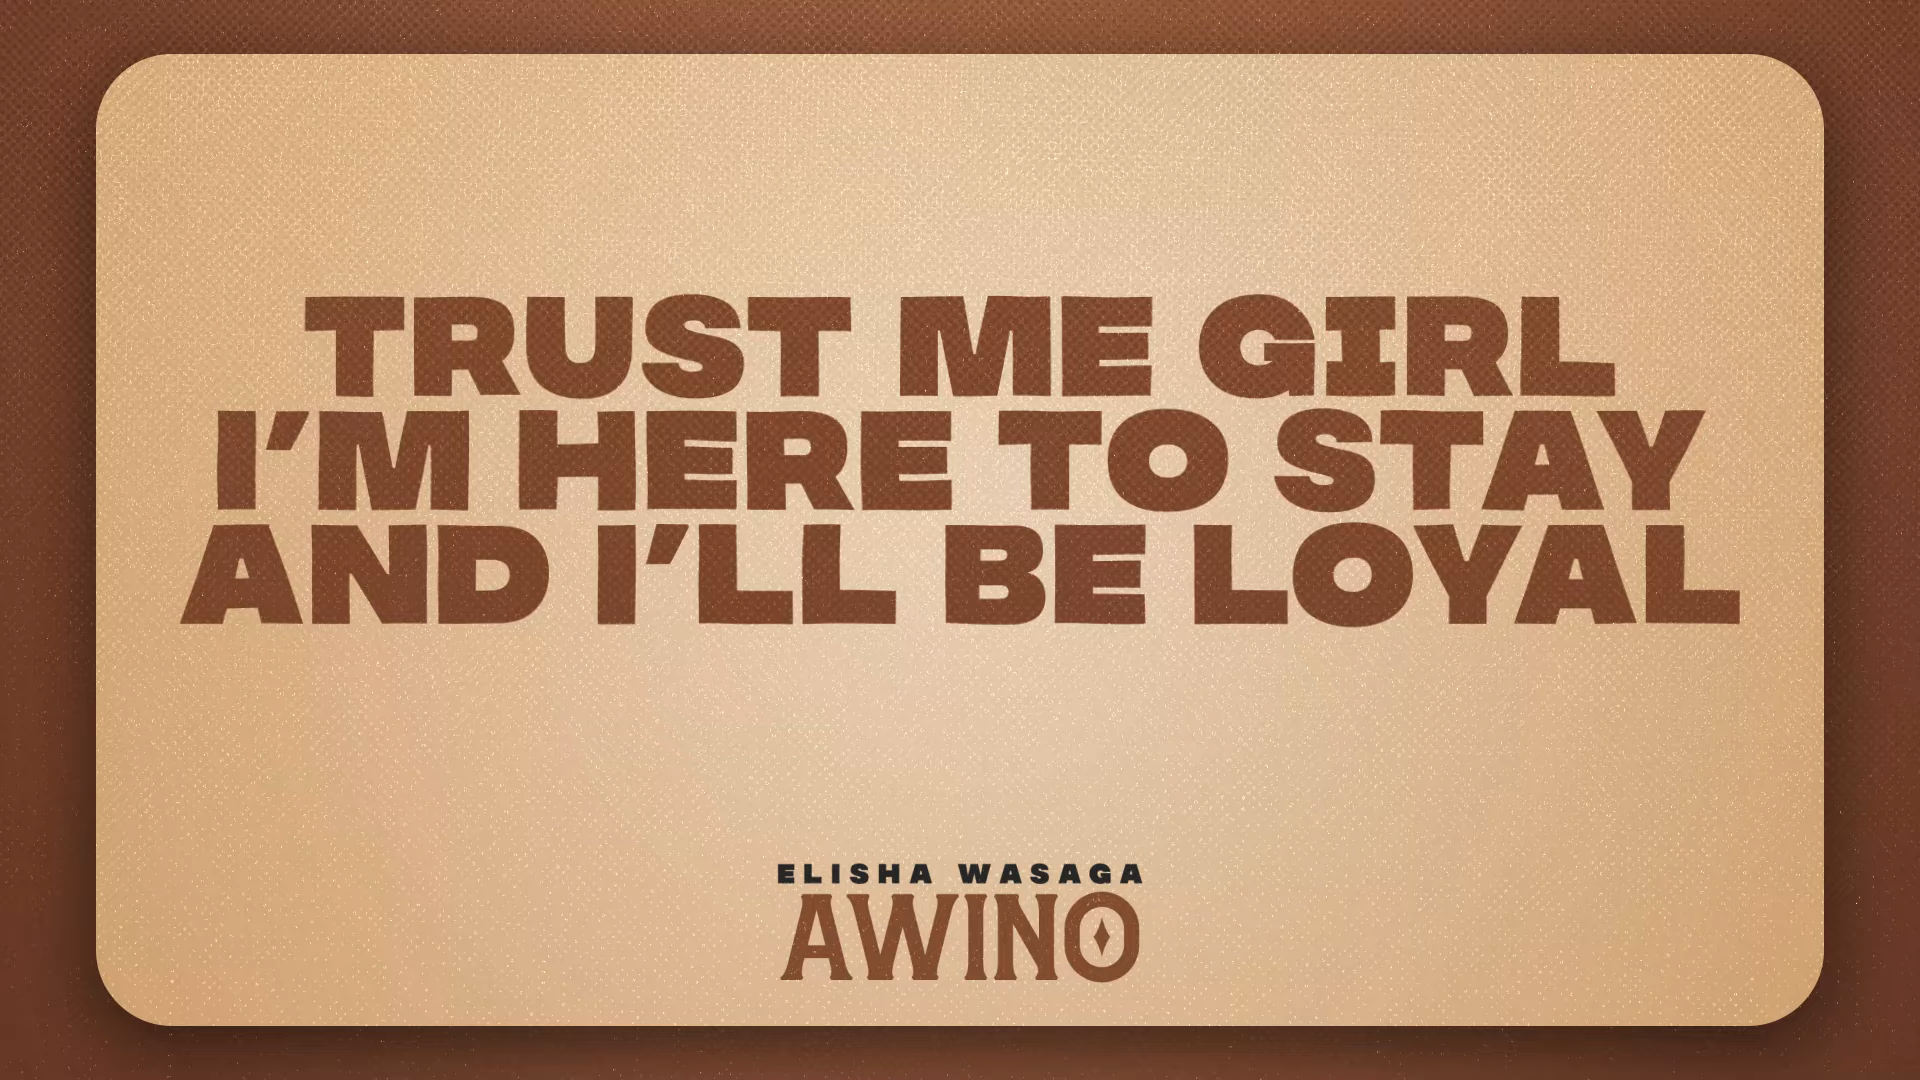 TRUST ME GIRL
I’M HERE TO STAY
AND I’LL BE LOYAL
ELISHA WASAGA
AWINO